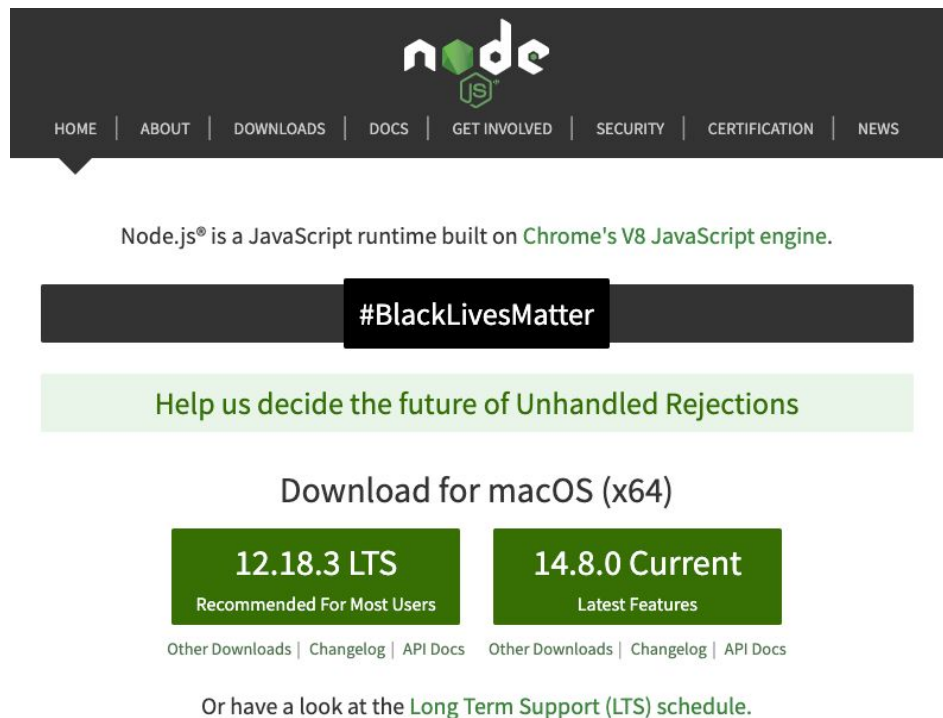 node
JS
HOME | ABOUT | DOWNLOADS | DOCS | GET INVOLVED | SECURITY | CERTIFICATION | NEWS
Node.js® is a JavaScript runtime built on Chrome's V8 JavaScript engine.
#BlackLivesMatter
Help us decide the future of Unhandled Rejections
Download for macOS (x64)
12.18.3 LTS 14.8.0 Current
Recommended For Most Users Latest Features
Other Downloads | Changelog | API Docs Other Downloads | Changelog | API Docs
Or have a look at the Long Term Support (LTS) schedule.